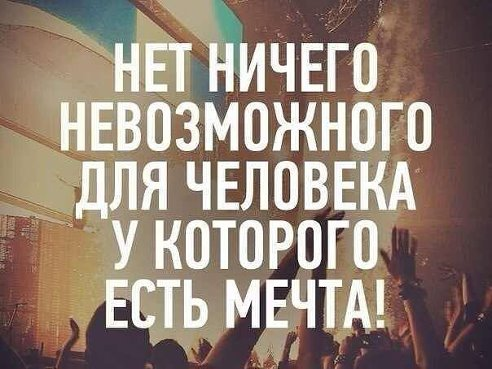 НЕТ НИЧЕГО
НЕВОЗМОЖНОГО
ДЛЯ ЧЕЛОВЕКА
У КОТОРОГО
ЕСТЬ МЕЧТА!